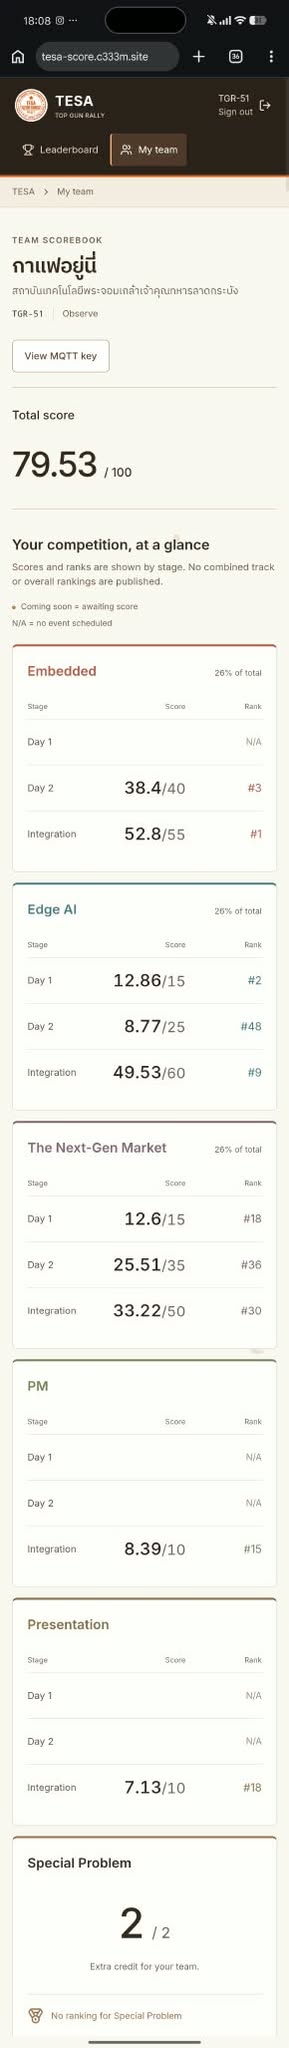 18:08
tesa-score.c333m.site
36
TESA
TOP GUN RALLY
TGR-51
Sign out
Leaderboard
My team
TESA > My team
TEAM SCOREBOOK
กาแฟอยู่นี่
สถาบันเทคโนโลยีพระจอมเกล้าเจ้าคุณทหารลาดกระบัง
TGR-51 | Observe
View MQTT key
Total score
79.53 / 100
Your competition, at a glance
Scores and ranks are shown by stage. No combined track
or overall rankings are published.
Coming soon = awaiting score
N/A = no event scheduled
Embedded 26% of total
Stage Score Rank
Day 1 N/A
Day 2 38.4/40 #3
Integration 52.8/55 #1
Edge AI 26% of total
Stage Score Rank
Day 1 12.86/15 #2
Day 2 8.77/25 #48
Integration 49.53/60 #9
The Next-Gen Market 26% of total
Stage Score Rank
Day 1 12.6/15 #18
Day 2 25.51/35 #36
Integration 33.22/50 #30
PM
Stage Score Rank
Day 1 N/A
Day 2 N/A
Integration 8.39/10 #15
Presentation
Stage Score Rank
Day 1 N/A
Day 2 N/A
Integration 7.13/10 #18
Special Problem
2 / 2
Extra credit for your team.
No ranking for Special Problem